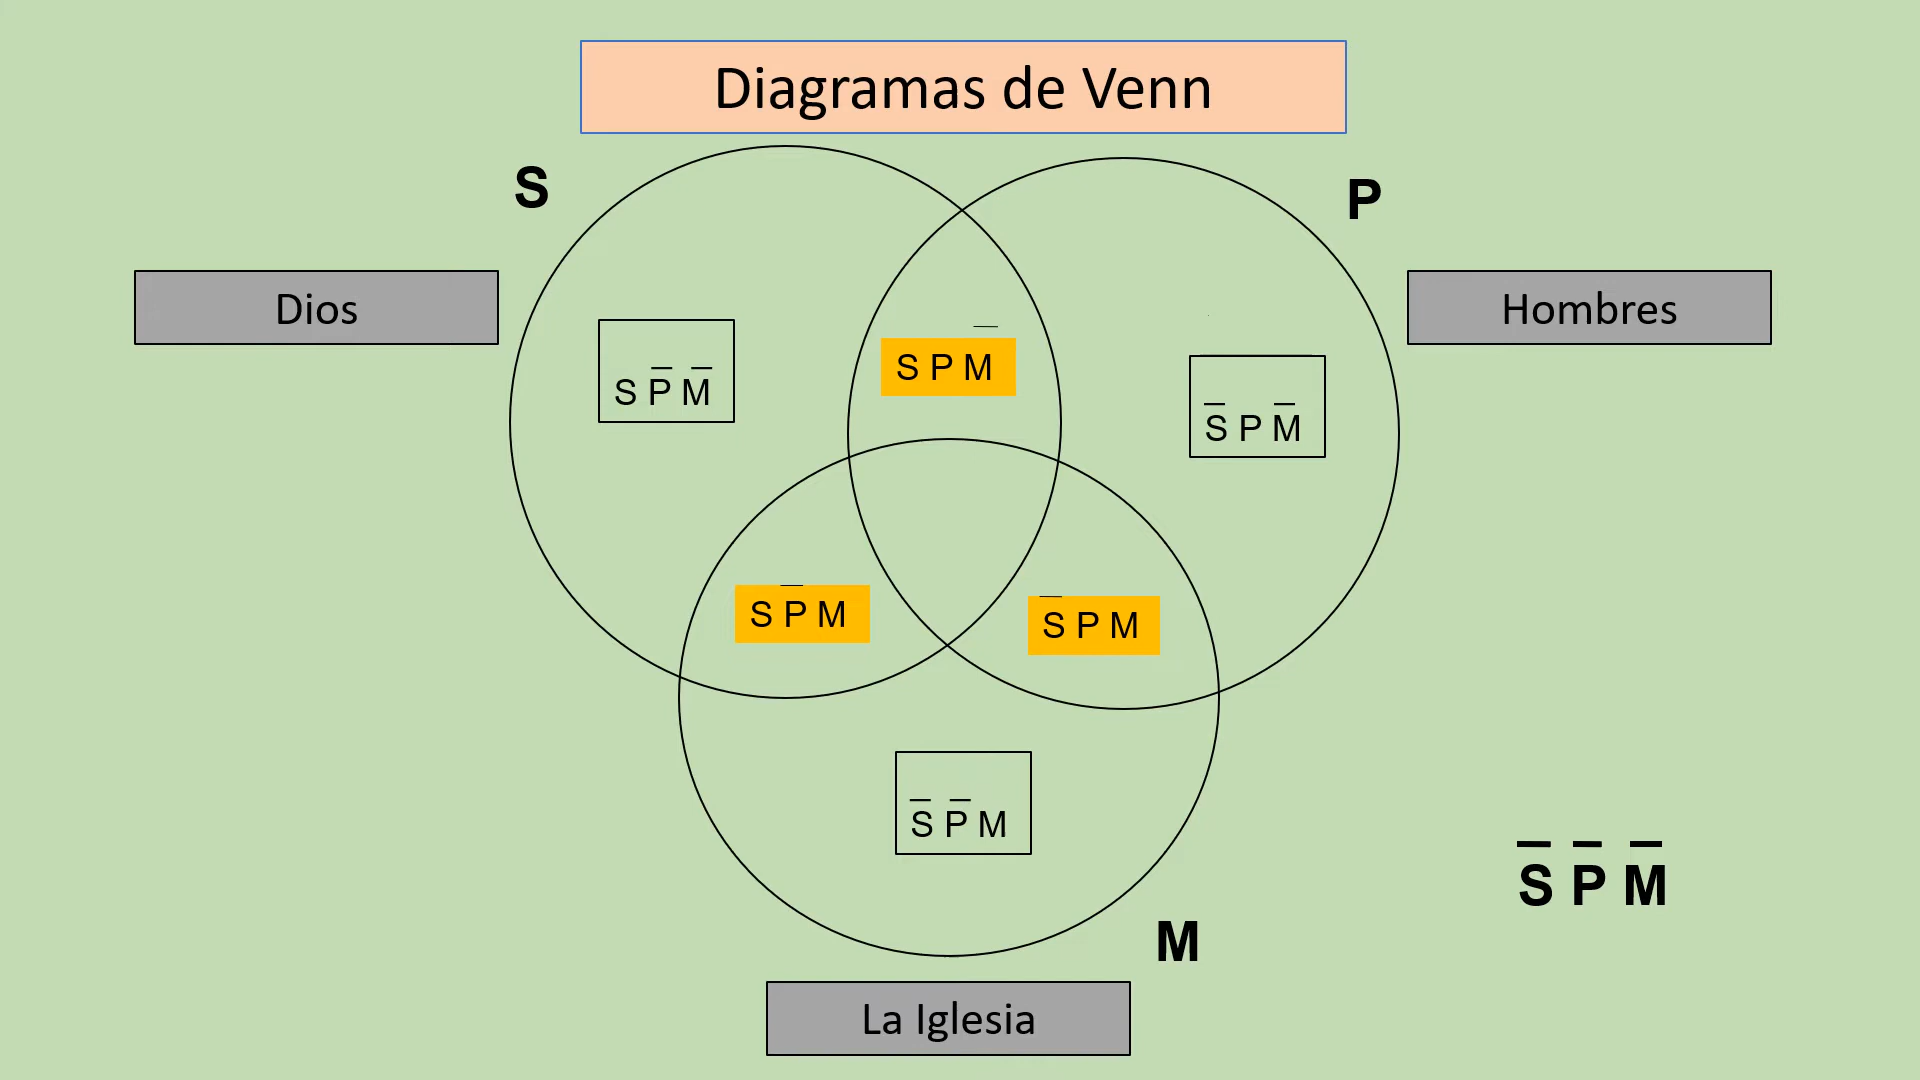 Diagramas de Venn
S
P
Dios
Hombres
S P̅ M̅
S P M̅
S̅ P M̅
S P̅ M
S̅ P M
S̅ P̅ M
S̅ P̅ M̅
M
La Iglesia